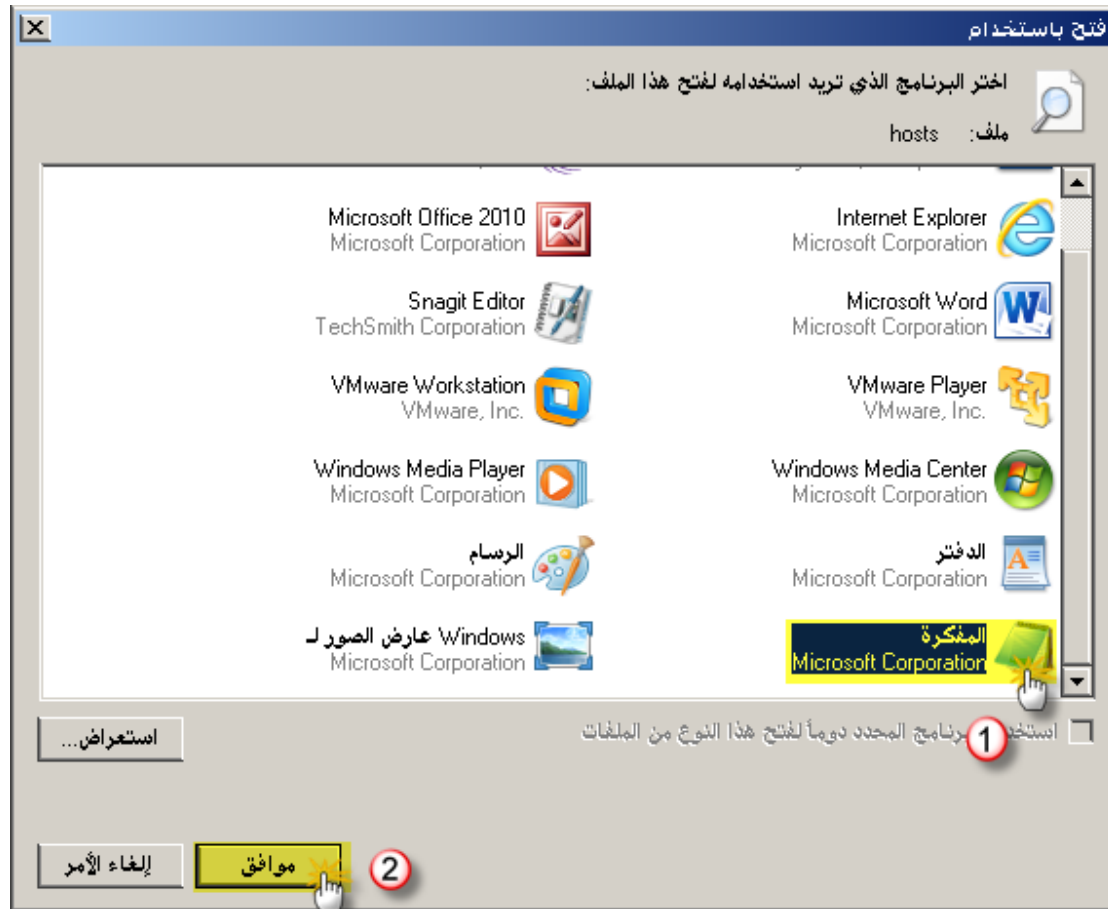 فتح باستخدام
اختر البرنامج الذي تريد استخدامه لفتح هذا الملف:
ملف: hosts
Internet Explorer
Microsoft Corporation
Microsoft Office 2010
Microsoft Corporation
Microsoft Word
Microsoft Corporation
Snagit Editor
TechSmith Corporation
VMware Player
VMware, Inc.
VMware Workstation
VMware, Inc.
Windows Media Center
Microsoft Corporation
Windows Media Player
Microsoft Corporation
الدفتر
Microsoft Corporation
الرسام
Microsoft Corporation
المفكرة
Microsoft Corporation
عارض الصور لـ Windows
Microsoft Corporation
1
المحدد دوماً لفتح هذا النوع من الملفات
استعراض...
2
موافق
إلغاء الأمر